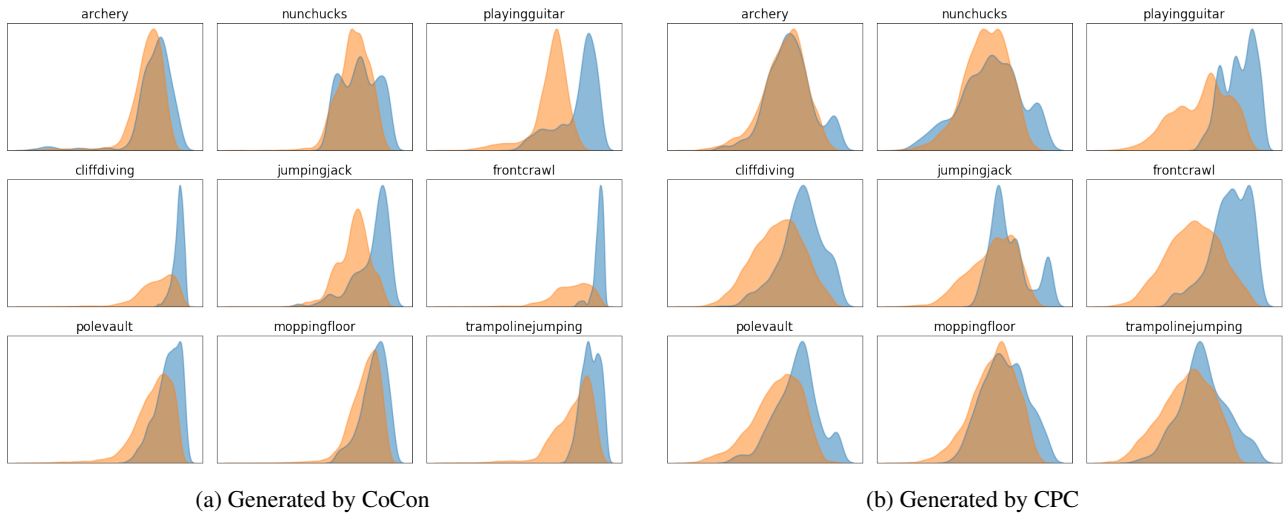 archery nunchucks playingguitar archery nunchucks playingguitar
cliffdiving jumpingjack frontcrawl cliffdiving jumpingjack frontcrawl
polevault moppingfloor trampolinejumping polevault moppingfloor trampolinejumping
(a) Generated by CoCon (b) Generated by CPC